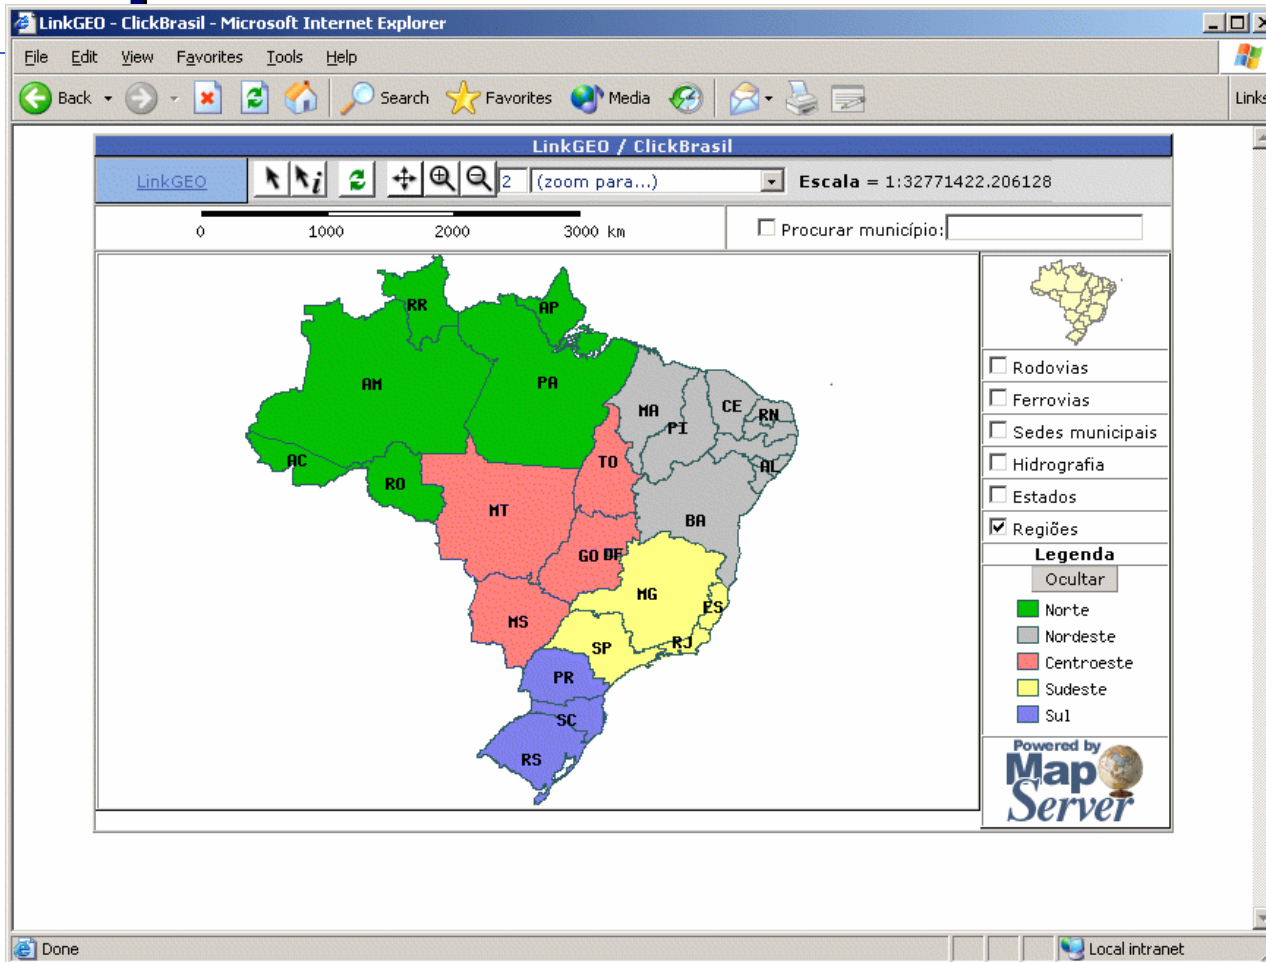 LinkGEO - ClickBrasil - Microsoft Internet Explorer
File Edit View Favorites Tools Help
Back Search Favorites Media Links
LinkGEO / ClickBrasil
LinkGEO 2 (zoom para...) Escala = 1:32771422.206128
0 1000 2000 3000 km Procurar município:
RR
AP
AM
PA
MA
CE
RN
PI
AC
RO
TO
AL
MT
BA
GO DF
MG
ES
MS
SP
RJ
PR
SC
RS
Rodovias
Ferrovias
Sedes municipais
Hidrografia
Estados
Regiões
Legenda
Ocultar
Norte
Nordeste
Centroeste
Sudeste
Sul
Powered by
Map
Server
Done Local intranet